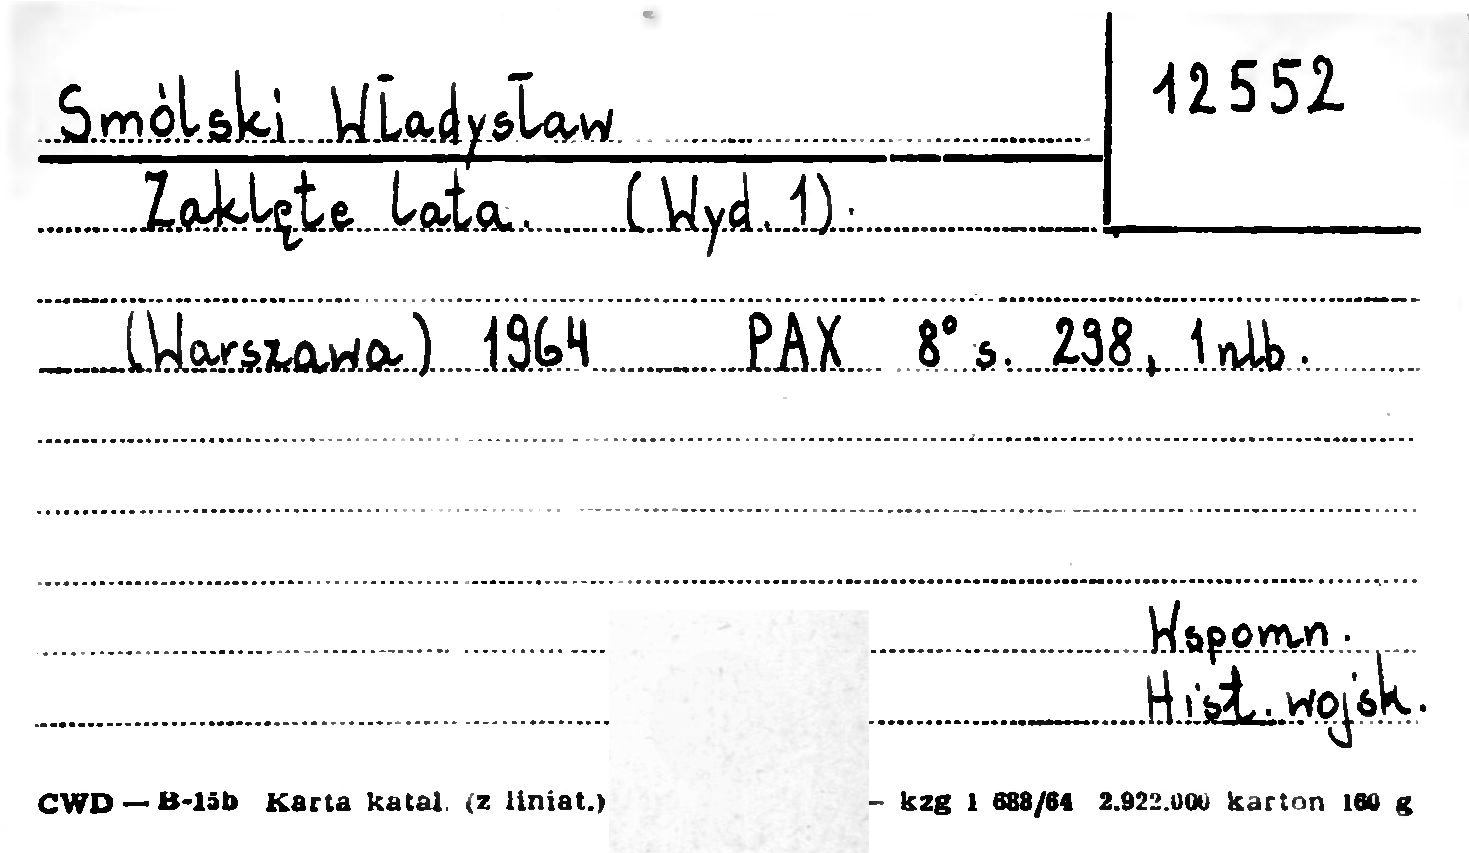 Smólski Władysław
12552
Zaklęte lata. (Wyd. 1).
(Warszawa) 1964 PAX 8° s. 298, 1 nlb.
Wspomn.
Hist. wojsk.
CWD — B-15b Karta katal. (z liniat.) — kzg 1 688/64 2.922.000 karton 160 g